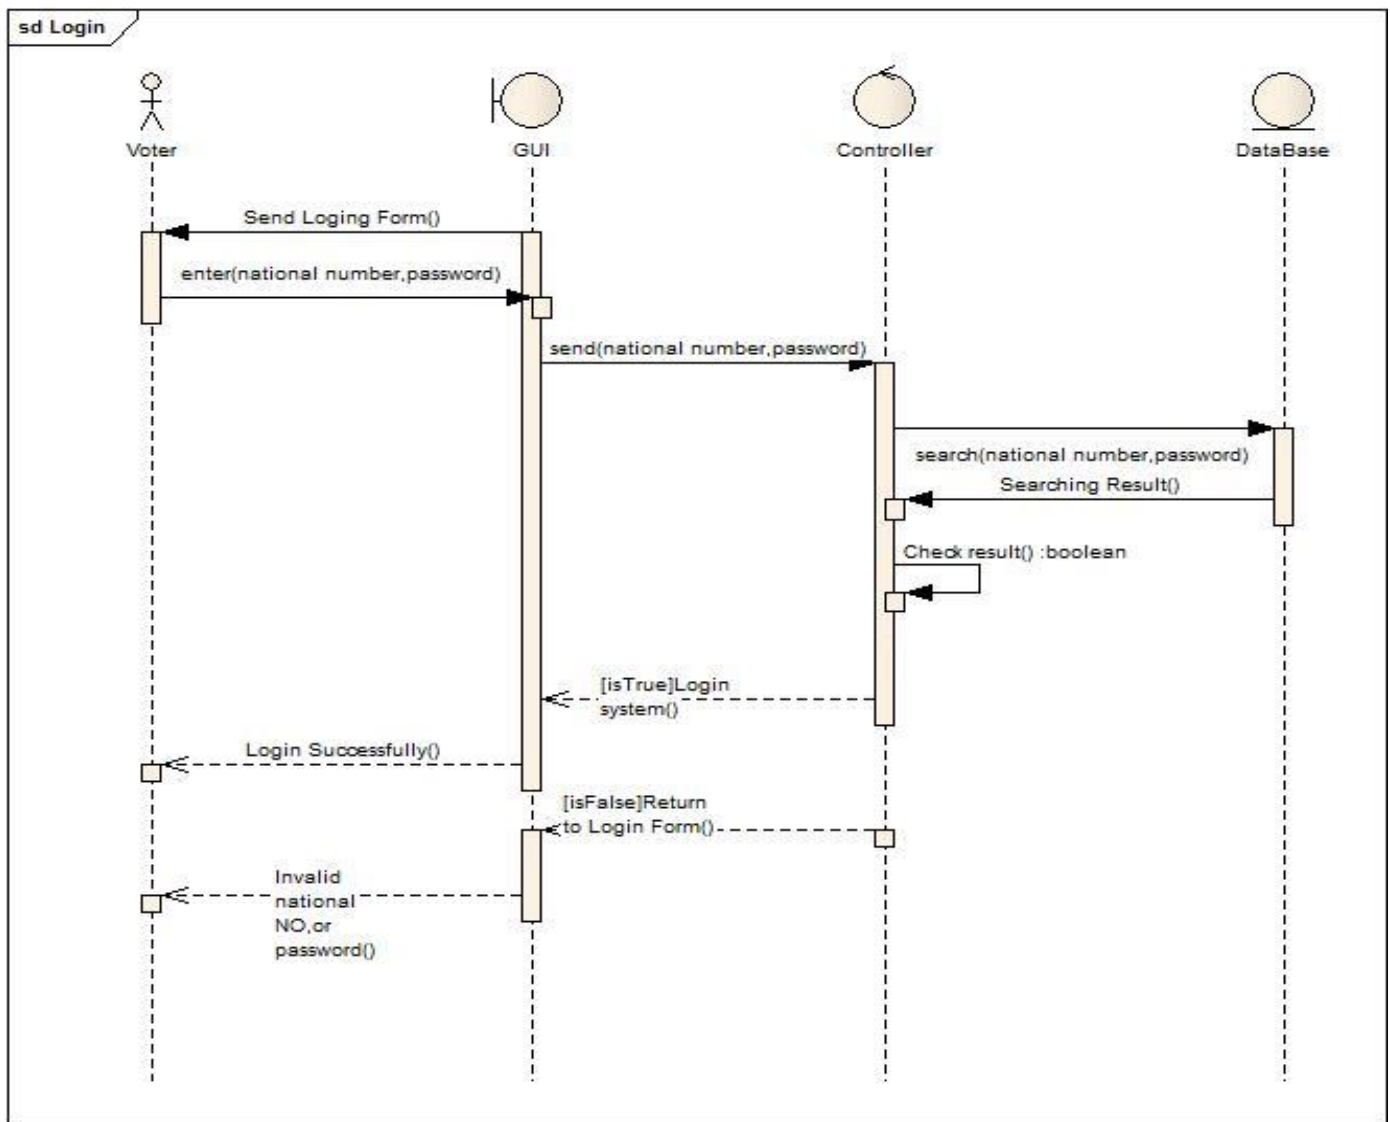 sd Login
Voter
GUI
Controller
DataBase
Send Loging Form()
enter(national number,password)
send(national number,password)
search(national number,password)
Searching Result()
Check result() :boolean
[isTrue]Login
system()
Login Successfully()
[isFalse]Return
to Login Form()
Invalid
national
NO,or
password()